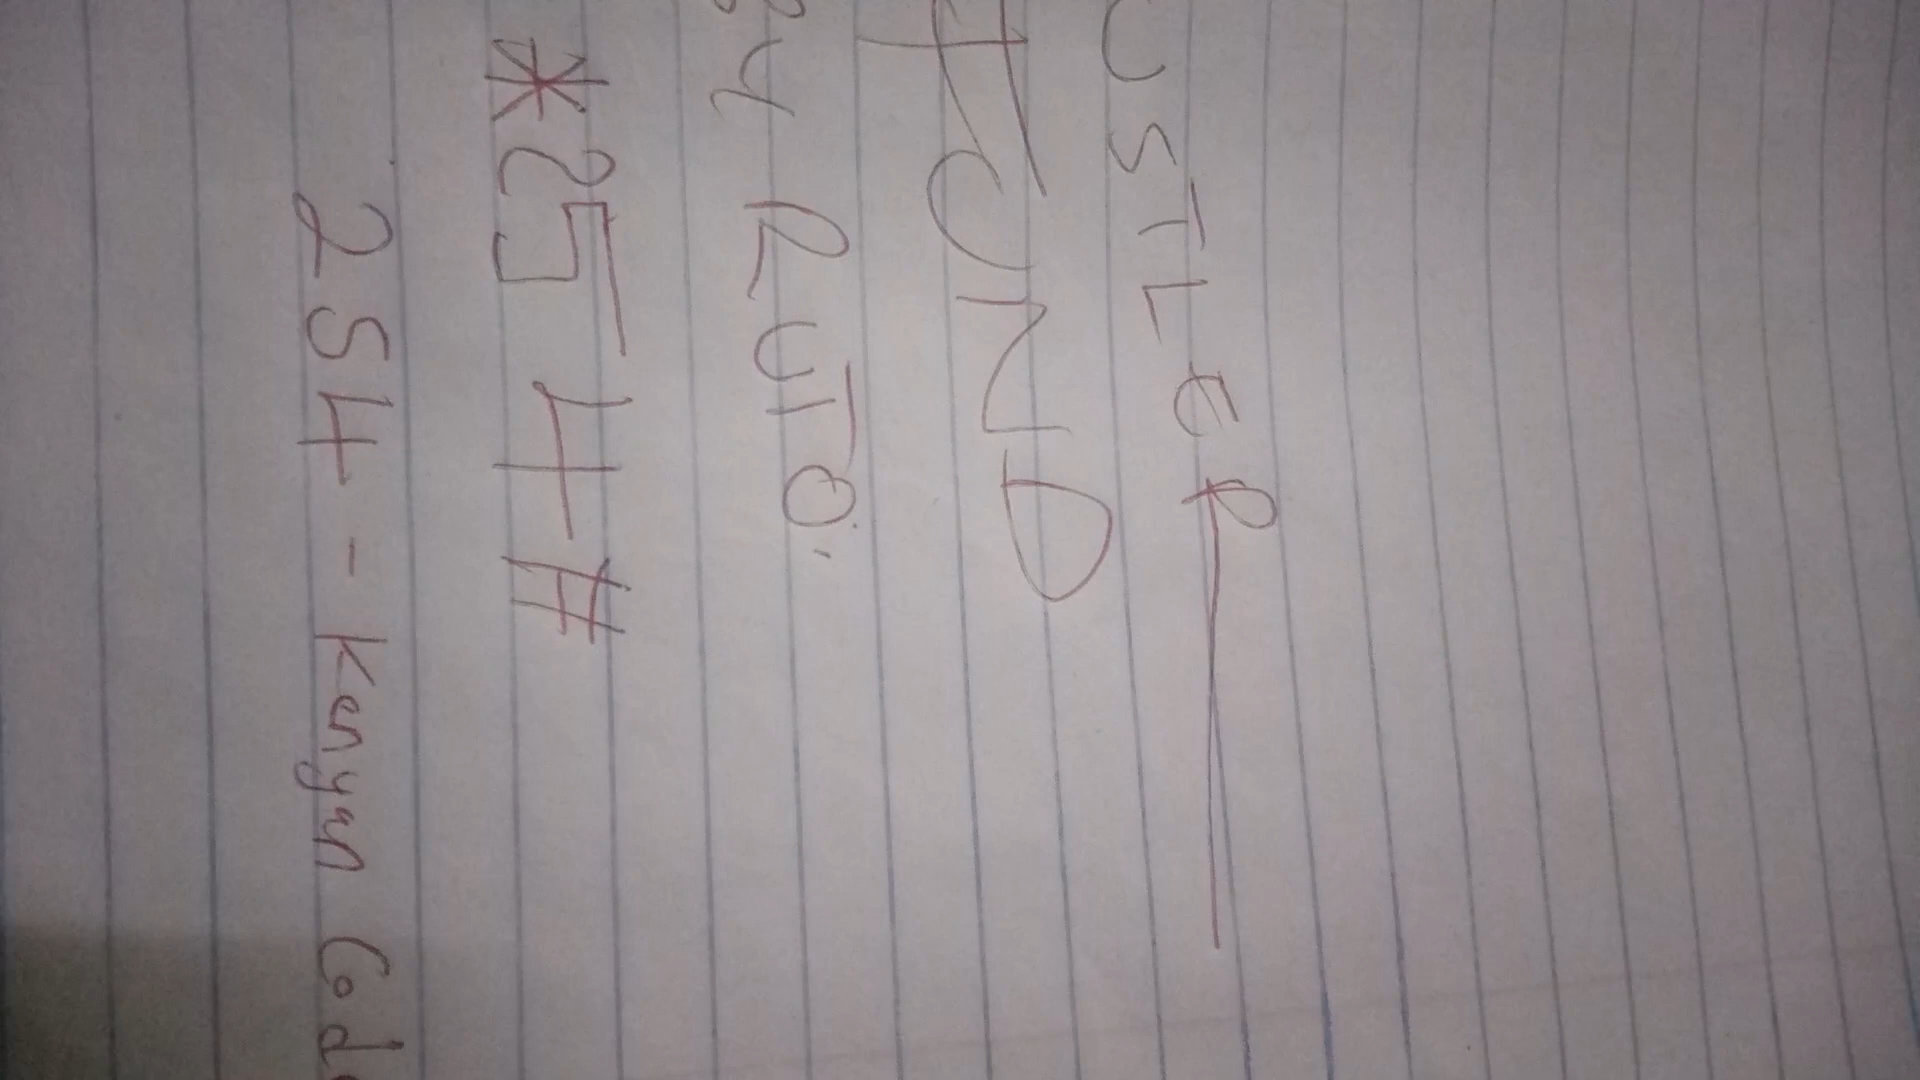 USTLER
FUND
By RUTO.
*254#
254 - Kenyan Cod